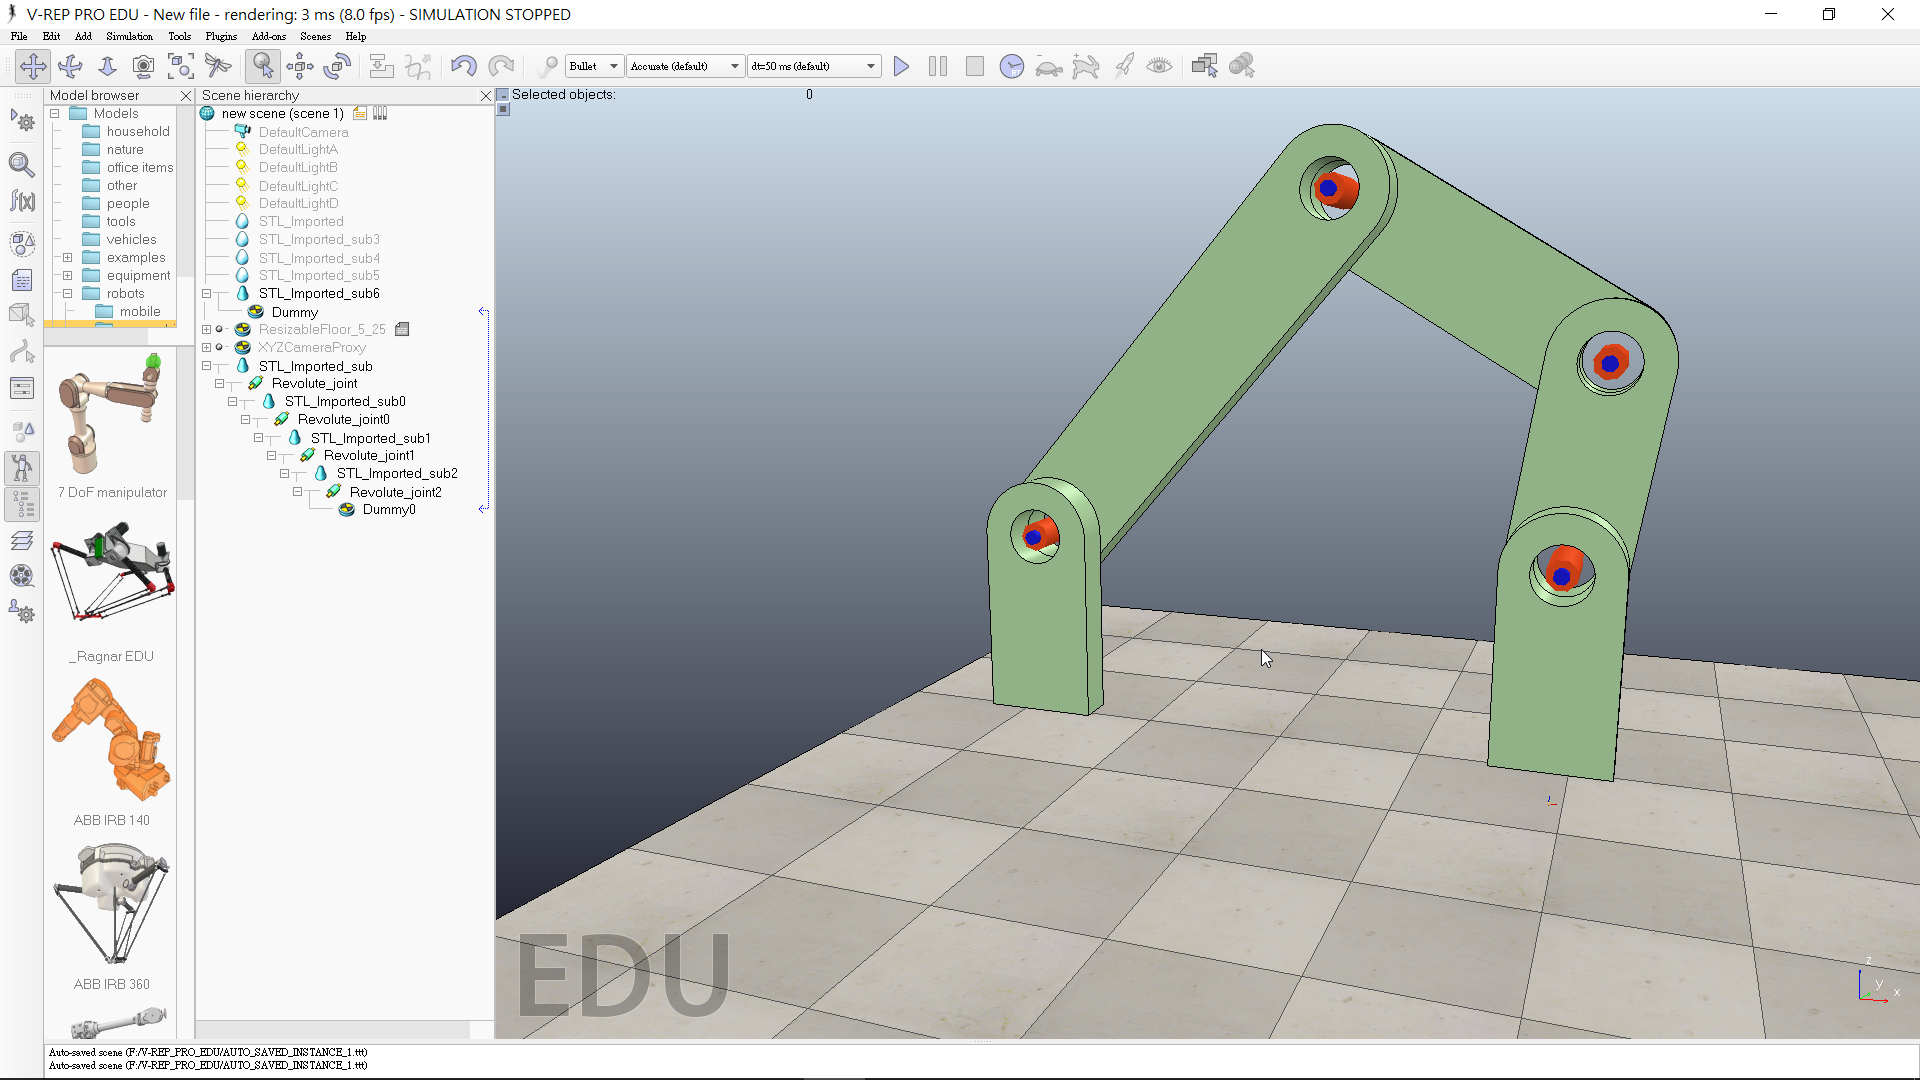 V-REP PRO EDU - New file - rendering: 3 ms (8.0 fps) - SIMULATION STOPPED
File Edit Add Simulation Tools Plugins Add-ons Scenes Help
Bullet Accurate (default) dt=50 ms (default)
Model browser
Models
household
nature
office items
other
people
tools
vehicles
examples
equipment
robots
mobile
7 DoF manipulator
_Ragnar EDU
ABB IRB 140
ABB IRB 360
Scene hierarchy
new scene (scene 1)
DefaultCamera
DefaultLightA
DefaultLightB
DefaultLightC
DefaultLightD
STL_Imported
STL_Imported_sub3
STL_Imported_sub4
STL_Imported_sub5
STL_Imported_sub6
Dummy
ResizableFloor_5_25
XYZCameraProxy
STL_Imported_sub
Revolute_joint
STL_Imported_sub0
Revolute_joint0
STL_Imported_sub1
Revolute_joint1
STL_Imported_sub2
Revolute_joint2
Dummy0
Selected objects: 0
f(x)
RT
EDU
z
y
x
Auto-saved scene (F:/V-REP_PRO_EDU/AUTO_SAVED_INSTANCE_1.ttt)
Auto-saved scene (F:/V-REP_PRO_EDU/AUTO_SAVED_INSTANCE_1.ttt)